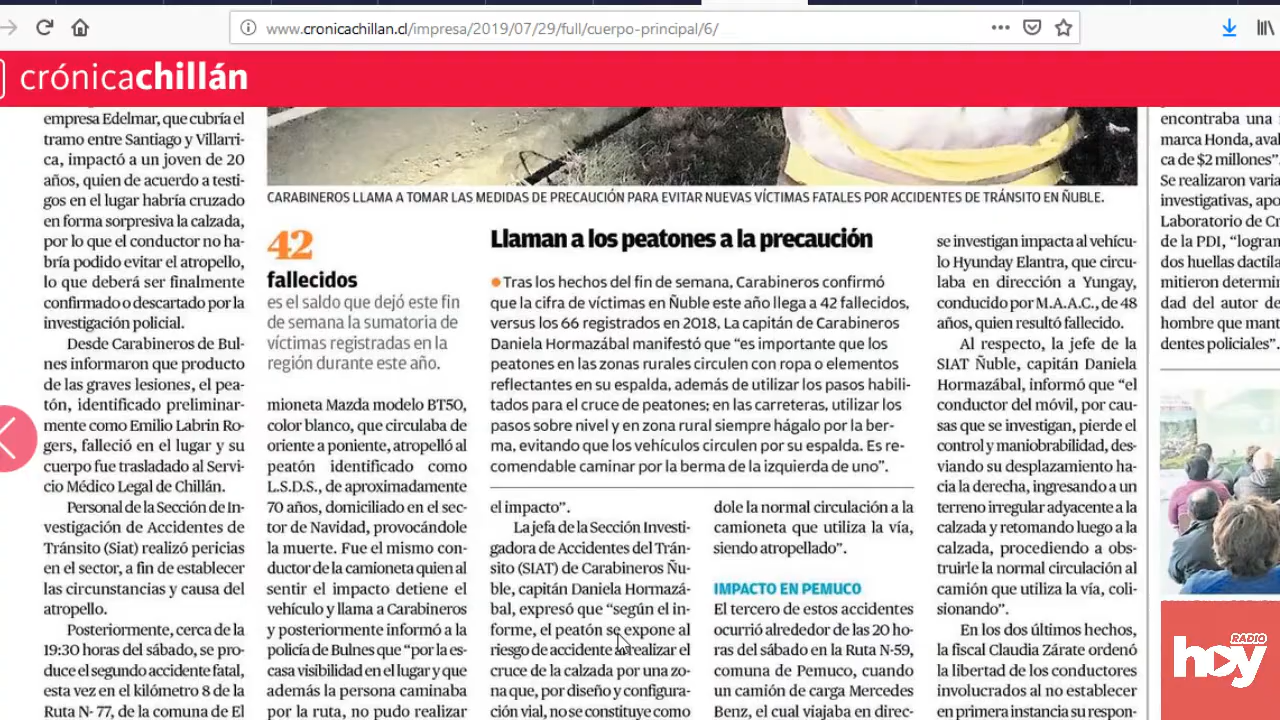 www.cronicachillan.cl/impresa/2019/07/29/full/cuerpo-principal/6/
crónicachillán
empresa Edelmar, que cubría el
tramo entre Santiago y Villarri-
ca, impactó a un joven de 20
años, quien de acuerdo a testi-
gos en el lugar habría cruzado
en forma sorpresiva la calzada,
por lo que el conductor no ha-
bría podido evitar el atropello,
lo que deberá ser finalmente
confirmado o descartado por la
investigación policial.
Desde Carabineros de Bul-
nes informaron que producto
de las graves lesiones, el pea-
tón, identificado preliminar-
mente como Emilio Labrin Ro-
gers, falleció en el lugar y su
cuerpo fue trasladado al Servi-
cio Médico Legal de Chillán.
Personal de la Sección de In-
vestigación de Accidentes de
Tránsito (Siat) realizó pericias
en el sector, a fin de establecer
las circunstancias y causa del
atropello.
Posteriormente, cerca de la
19:30 horas del sábado, se pro-
duce el segundo accidente fatal,
esta vez en el kilómetro 8 de la
Ruta N- 77, de la comuna de El
CARABINEROS LLAMA A TOMAR LAS MEDIDAS DE PRECAUCIÓN PARA EVITAR NUEVAS VÍCTIMAS FATALES POR ACCIDENTES DE TRÁNSITO EN ÑUBLE.
42
fallecidos
es el saldo que dejó este fin
de semana la sumatoria de
víctimas registradas en la
región durante este año.
mioneta Mazda modelo BT50,
color blanco, que circulaba de
oriente a poniente, atropelló al
peatón identificado como
L.S.D.S., de aproximadamente
70 años, domiciliado en el sec-
tor de Navidad, provocándole
la muerte. Fue el mismo con-
ductor de la camioneta quien al
sentir el impacto detiene el
vehículo y llama a Carabineros
y posteriormente informó a la
policía de Bulnes que “por la es-
casa visibilidad en el lugar y que
además la persona caminaba
por la ruta, no pudo realizar
Llaman a los peatones a la precaución
Tras los hechos del fin de semana, Carabineros confirmó
que la cifra de víctimas en Ñuble este año llega a 42 fallecidos,
versus los 66 registrados en 2018. La capitán de Carabineros
Daniela Hormazábal manifestó que “es importante que los
peatones en las zonas rurales circulen con ropa o elementos
reflectantes en su espalda, además de utilizar los pasos habili-
tados para el cruce de peatones; en las carreteras, utilizar los
pasos sobre nivel y en zona rural siempre hágalo por la ber-
ma, evitando que los vehículos circulen por su espalda. Es re-
comendable caminar por la berma de la izquierda de uno”.
el impacto”.
La jefa de la Sección Investi-
gadora de Accidentes del Trán-
sito (SIAT) de Carabineros Ñu-
ble, capitán Daniela Hormazá-
bal, expresó que “según el in-
forme, el peatón se expone al
riesgo de accidente al realizar el
cruce de la calzada por una zo-
na que, por diseño y configura-
ción vial, no se constituye como
dole la normal circulación a la
camioneta que utiliza la vía,
siendo atropellado”.
IMPACTO EN PEMUCO
El tercero de estos accidentes
ocurrió alrededor de las 20 ho-
ras del sábado en la Ruta N-59,
comuna de Pemuco, cuando
un camión de carga Mercedes
Benz, el cual viajaba en direc-
se investigan impacta al vehícu-
lo Hyunday Elantra, que circu-
laba en dirección a Yungay,
conducido por M.A.A.C., de 48
años, quien resultó fallecido.
Al respecto, la jefe de la
SIAT Ñuble, capitán Daniela
Hormazábal, informó que “el
conductor del móvil, por cau-
sas que se investigan, pierde el
control y maniobrabilidad, des-
viando su desplazamiento ha-
cia la derecha, ingresando a un
terreno irregular adyacente a la
calzada y retomando luego a la
calzada, procediendo a obs-
truirle la normal circulación al
camión que utiliza la vía, coli-
sionando”.
En los dos últimos hechos,
la fiscal Claudia Zárate ordenó
la libertad de los conductores
involucrados al no establecer
en primera instancia su respon-
encontraba una
marca Honda, aval
ca de $2 millones”.
Se realizaron varia
investigativas, apo
Laboratorio de Cr
de la PDI, “logran
dos huellas dactila
mitieron determin
dad del autor de
hombre que mant
dentes policiales”.
RADIO
hoy